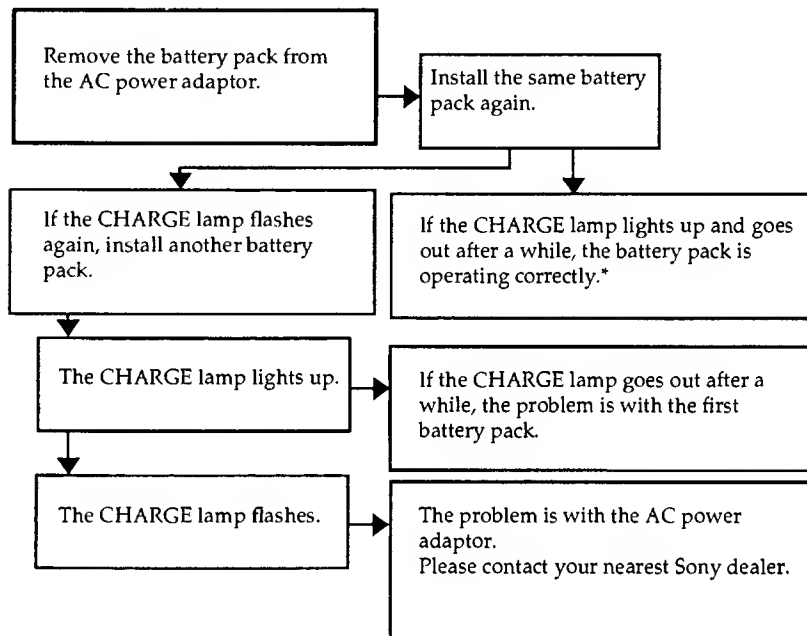 Remove the battery pack from
the AC power adaptor.
Install the same battery
pack again.
If the CHARGE lamp flashes
again, install another battery
pack.
If the CHARGE lamp lights up and goes
out after a while, the battery pack is
operating correctly.*
The CHARGE lamp lights up.
If the CHARGE lamp goes out after a
while, the problem is with the first
battery pack.
The CHARGE lamp flashes.
The problem is with the AC power
adaptor.
Please contact your nearest Sony dealer.